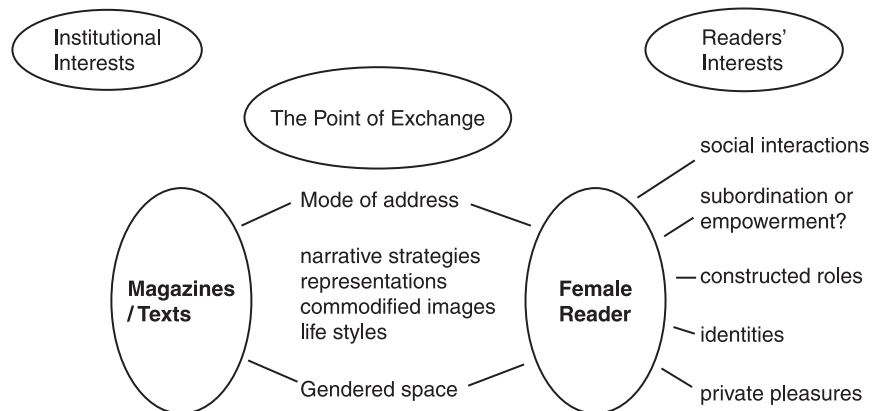 Institutional
Interests
Readers'
Interests
The Point of Exchange
Mode of address
narrative strategies
representations
commodified images
life styles
Gendered space
Magazines
/ Texts
Female
Reader
social interactions
subordination or
empowerment?
constructed roles
identities
private pleasures